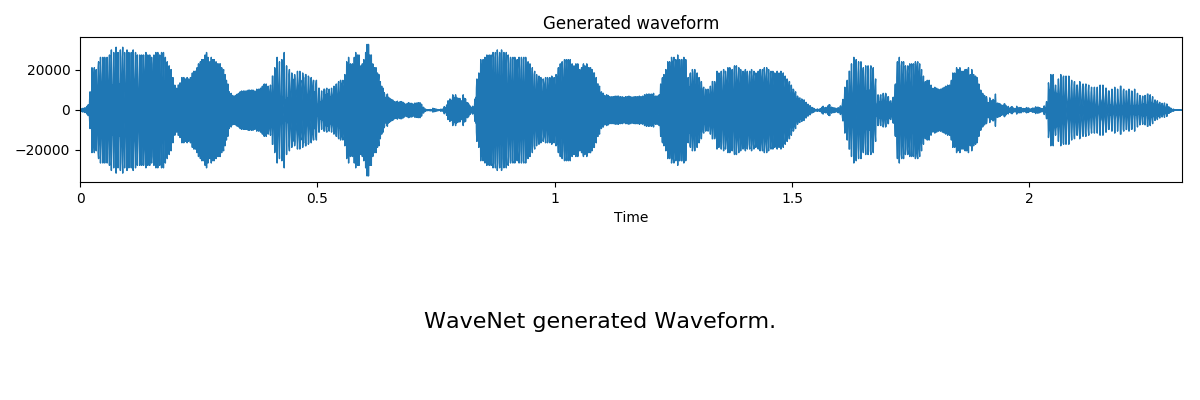 Generated waveform
20000
0
−20000
0 0.5 1 1.5 2
Time
WaveNet generated Waveform.